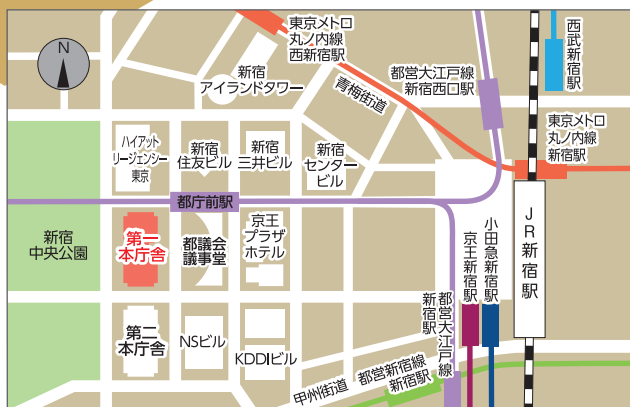 N
東京メトロ
丸ノ内線
西新宿駅
西武新宿駅
新宿
アイランドタワー
青梅街道
都営大江戸線
新宿西口駅
東京メトロ
丸ノ内線
新宿駅
ハイアット
リージェンシー
東京
新宿
住友ビル
新宿
三井ビル
新宿
センター
ビル
都庁前駅
新宿
中央公園
第一
本庁舎
都議会
議事堂
京王
プラザ
ホテル
JR新宿駅
小田急新宿駅
京王新宿駅
都営大江戸線
新宿駅
第二
本庁舎
NSビル
KDDIビル
甲州街道
都営新宿線
新宿駅